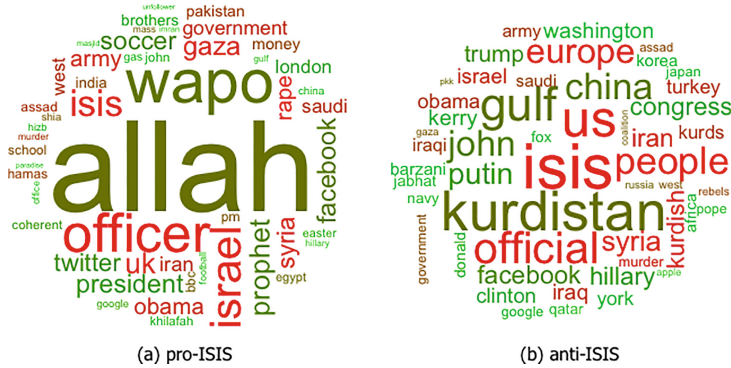 unfollower
brothers pakistan
mass imran government
masjid soccer gaza money
army gas john gulf
west wapo london
india rape china
isis saudi
assad
shia
hizb
murder allah facebook
school
paradise
hamas
office
officer pm
coherent easter
syria hillary
twitter uk iran israel prophet
president bbc football egypt
google obama
khilafah
(a) pro-ISIS
army washington
trump europe assad
korea
pkk israel saudi china japan
turkey
obama gulf us congress
kerry coalition
gaza john fox iran kurds
iraqi isis people
barzani putin
jabhat russia west
navy kurdistan rebels
africa pope
government official syria kurdish
donald murder
facebook hillary apple
clinton iraq york
google qatar
(b) anti-ISIS